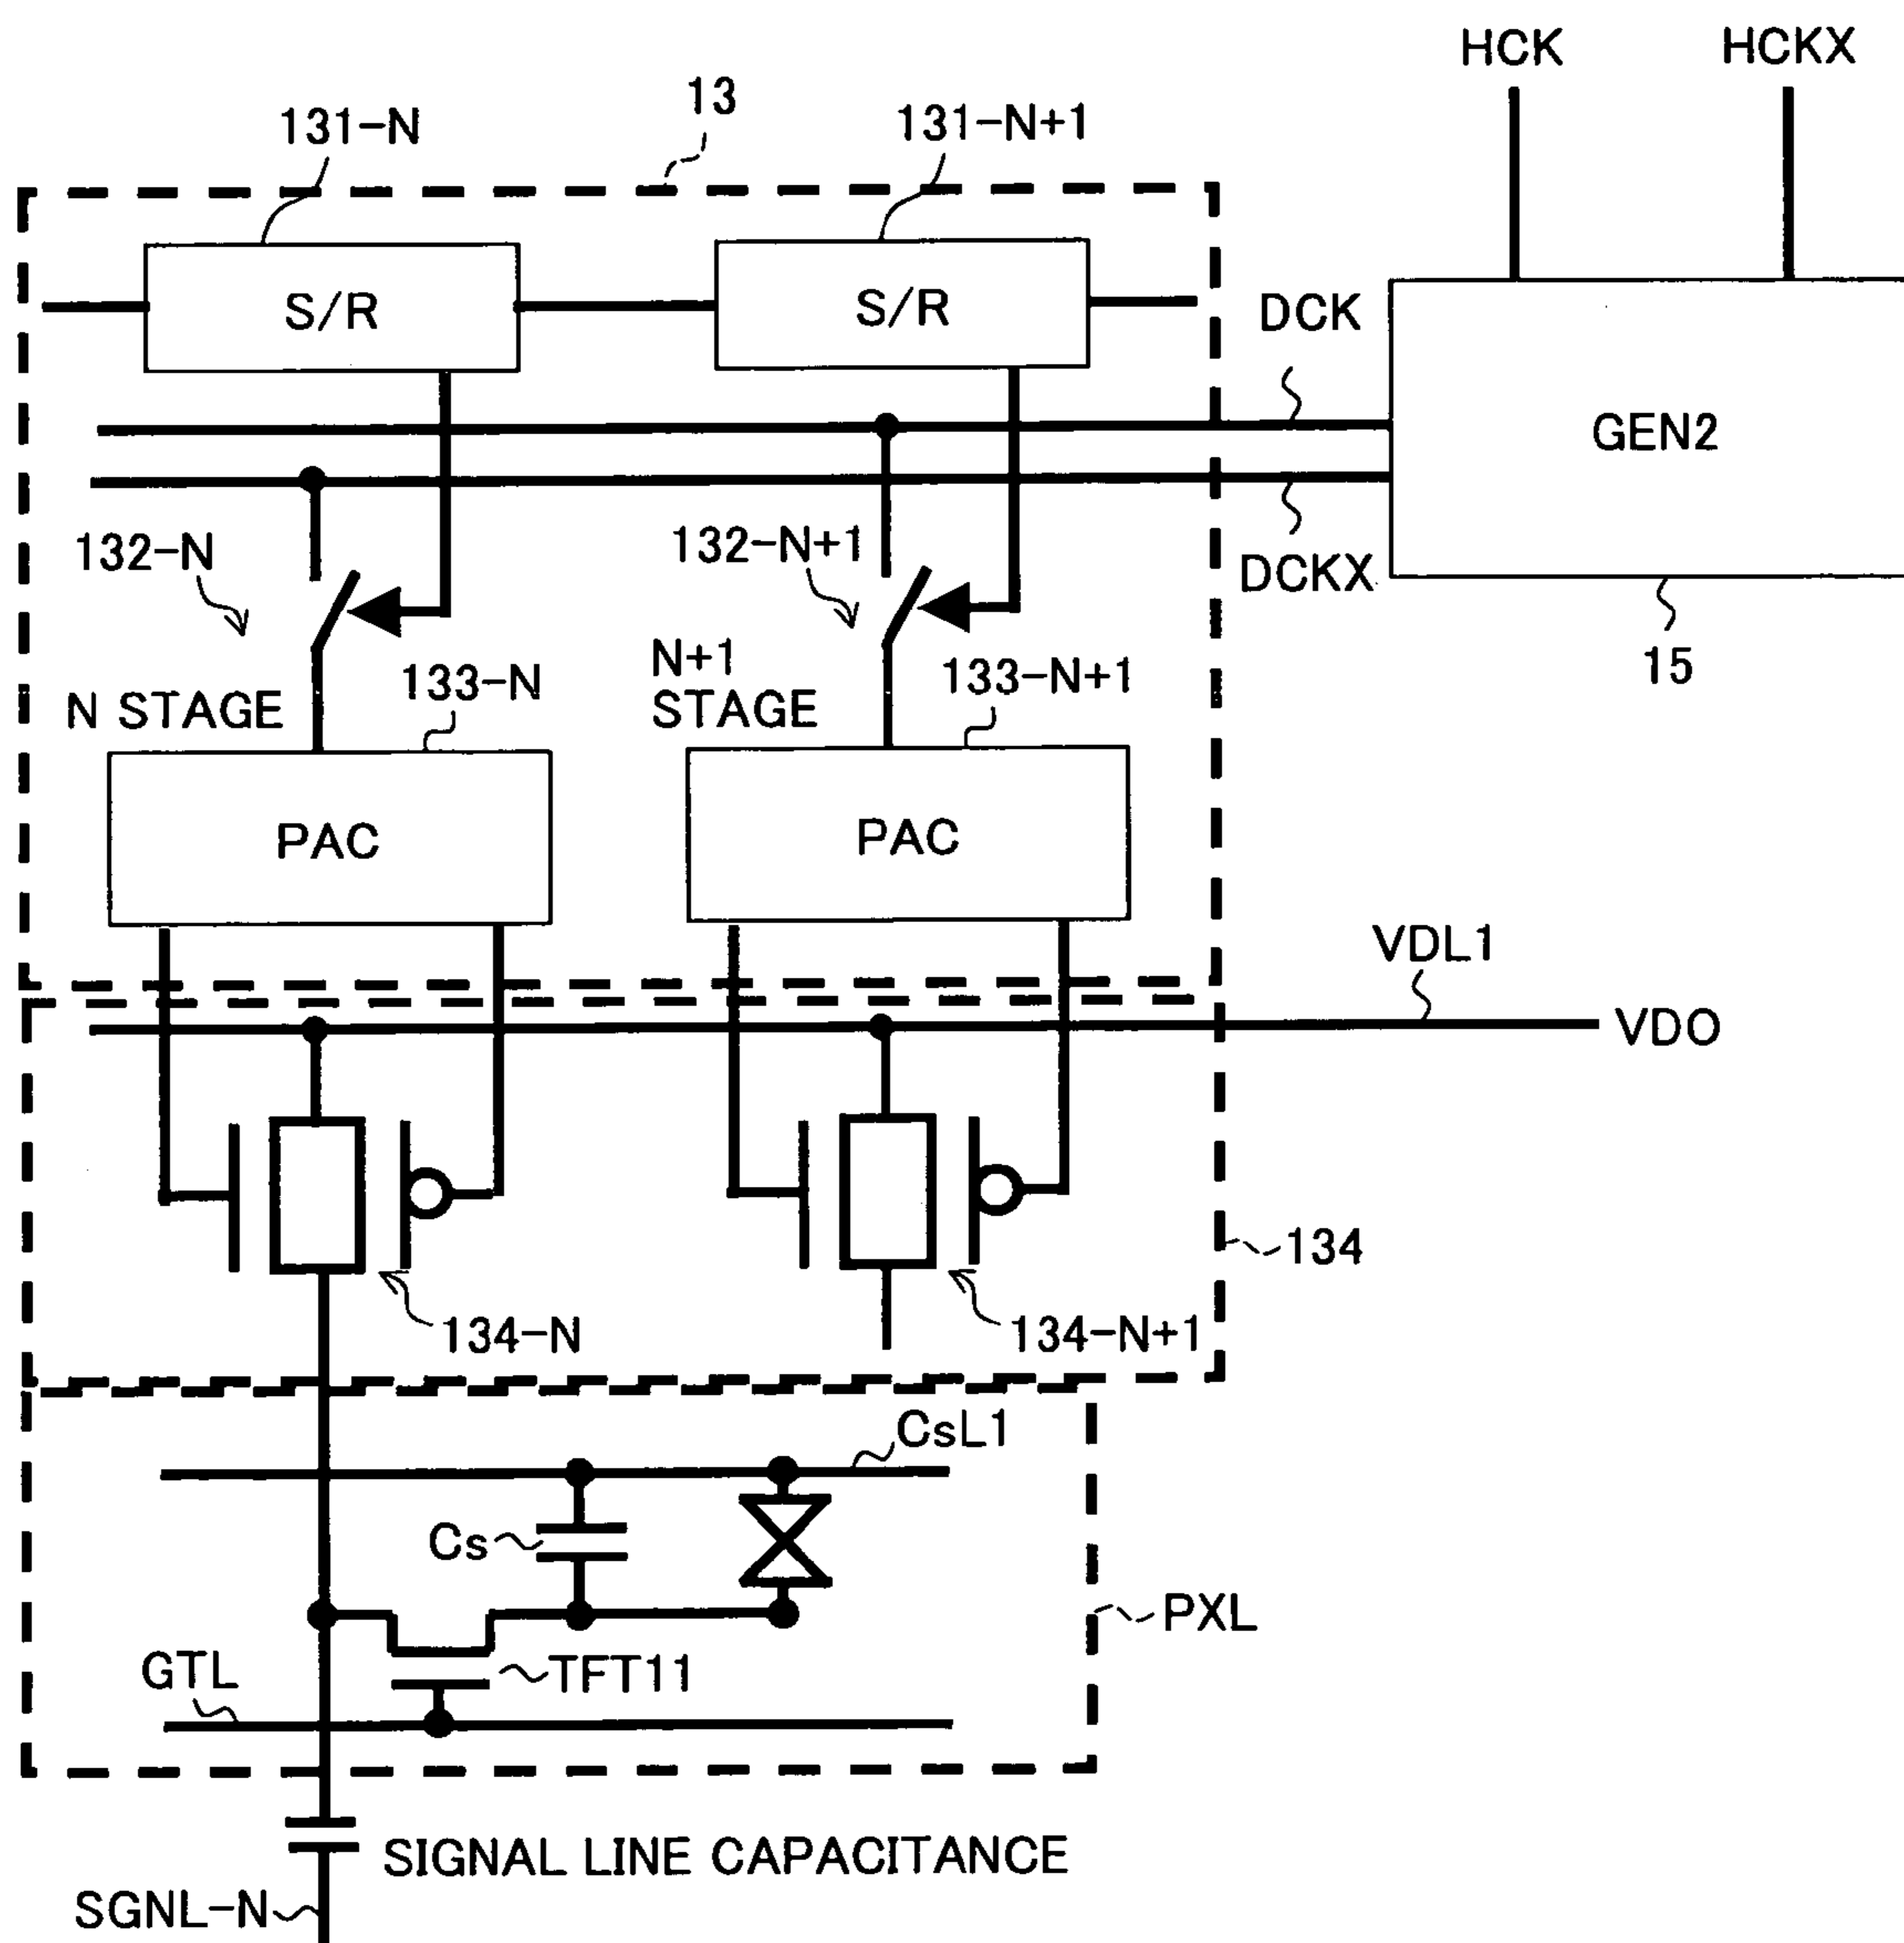 HCK
HCKX
13
131-N
131-N+1
S/R
S/R
DCK
GEN2
132-N
132-N+1
DCKX
15
N STAGE
133-N
N+1
STAGE
133-N+1
PAC
PAC
VDL1
VDO
134
134-N
134-N+1
CsL1
Cs
PXL
GTL
TFT11
SIGNAL LINE CAPACITANCE
SGNL-N